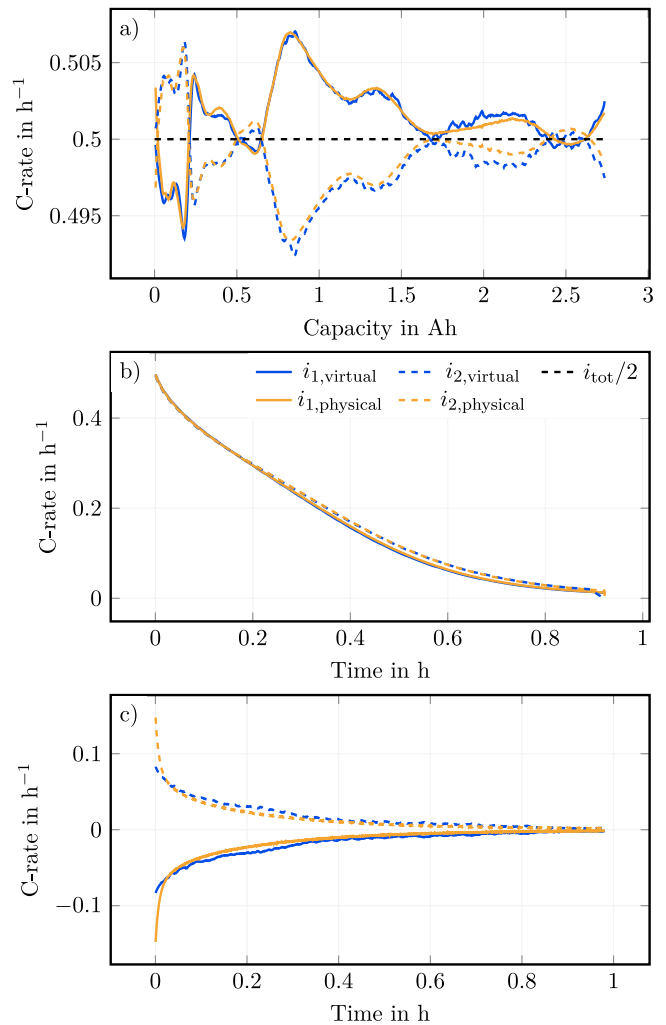 a)
0.505
0.5
0.495
C-rate in h⁻¹
0 0.5 1 1.5 2 2.5 3
Capacity in Ah
b)
i₁,virtual i₂,virtual i_tot/2
i₁,physical i₂,physical
0.4
0.2
0
C-rate in h⁻¹
0 0.2 0.4 0.6 0.8 1
Time in h
c)
0.1
0
−0.1
C-rate in h⁻¹
0 0.2 0.4 0.6 0.8 1
Time in h